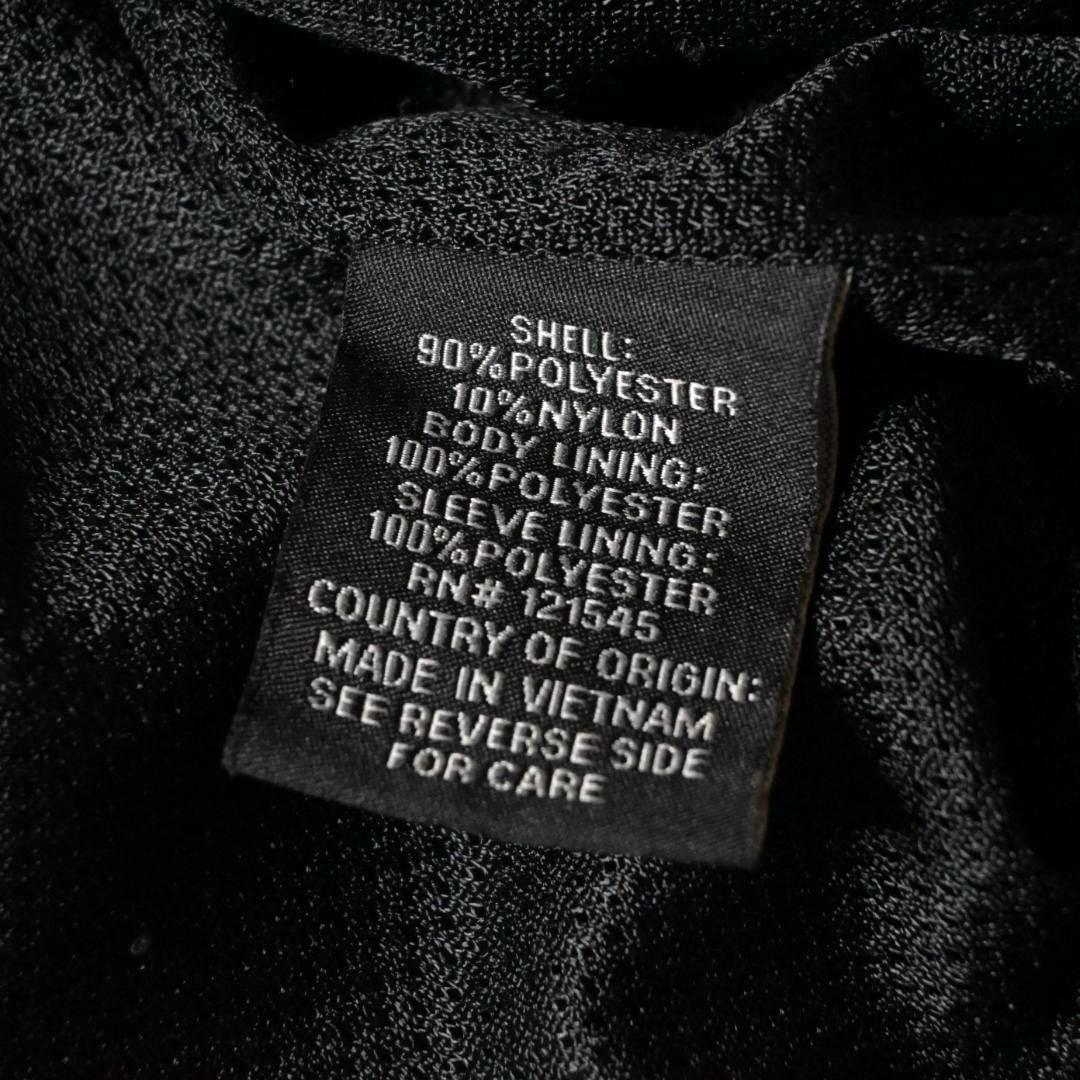 SHELL:
90%POLYESTER
10%NYLON
BODY LINING:
100%POLYESTER
SLEEVE LINING:
100%POLYESTER
RN# 121545
COUNTRY OF ORIGIN:
MADE IN VIETNAM
SEE REVERSE SIDE
FOR CARE